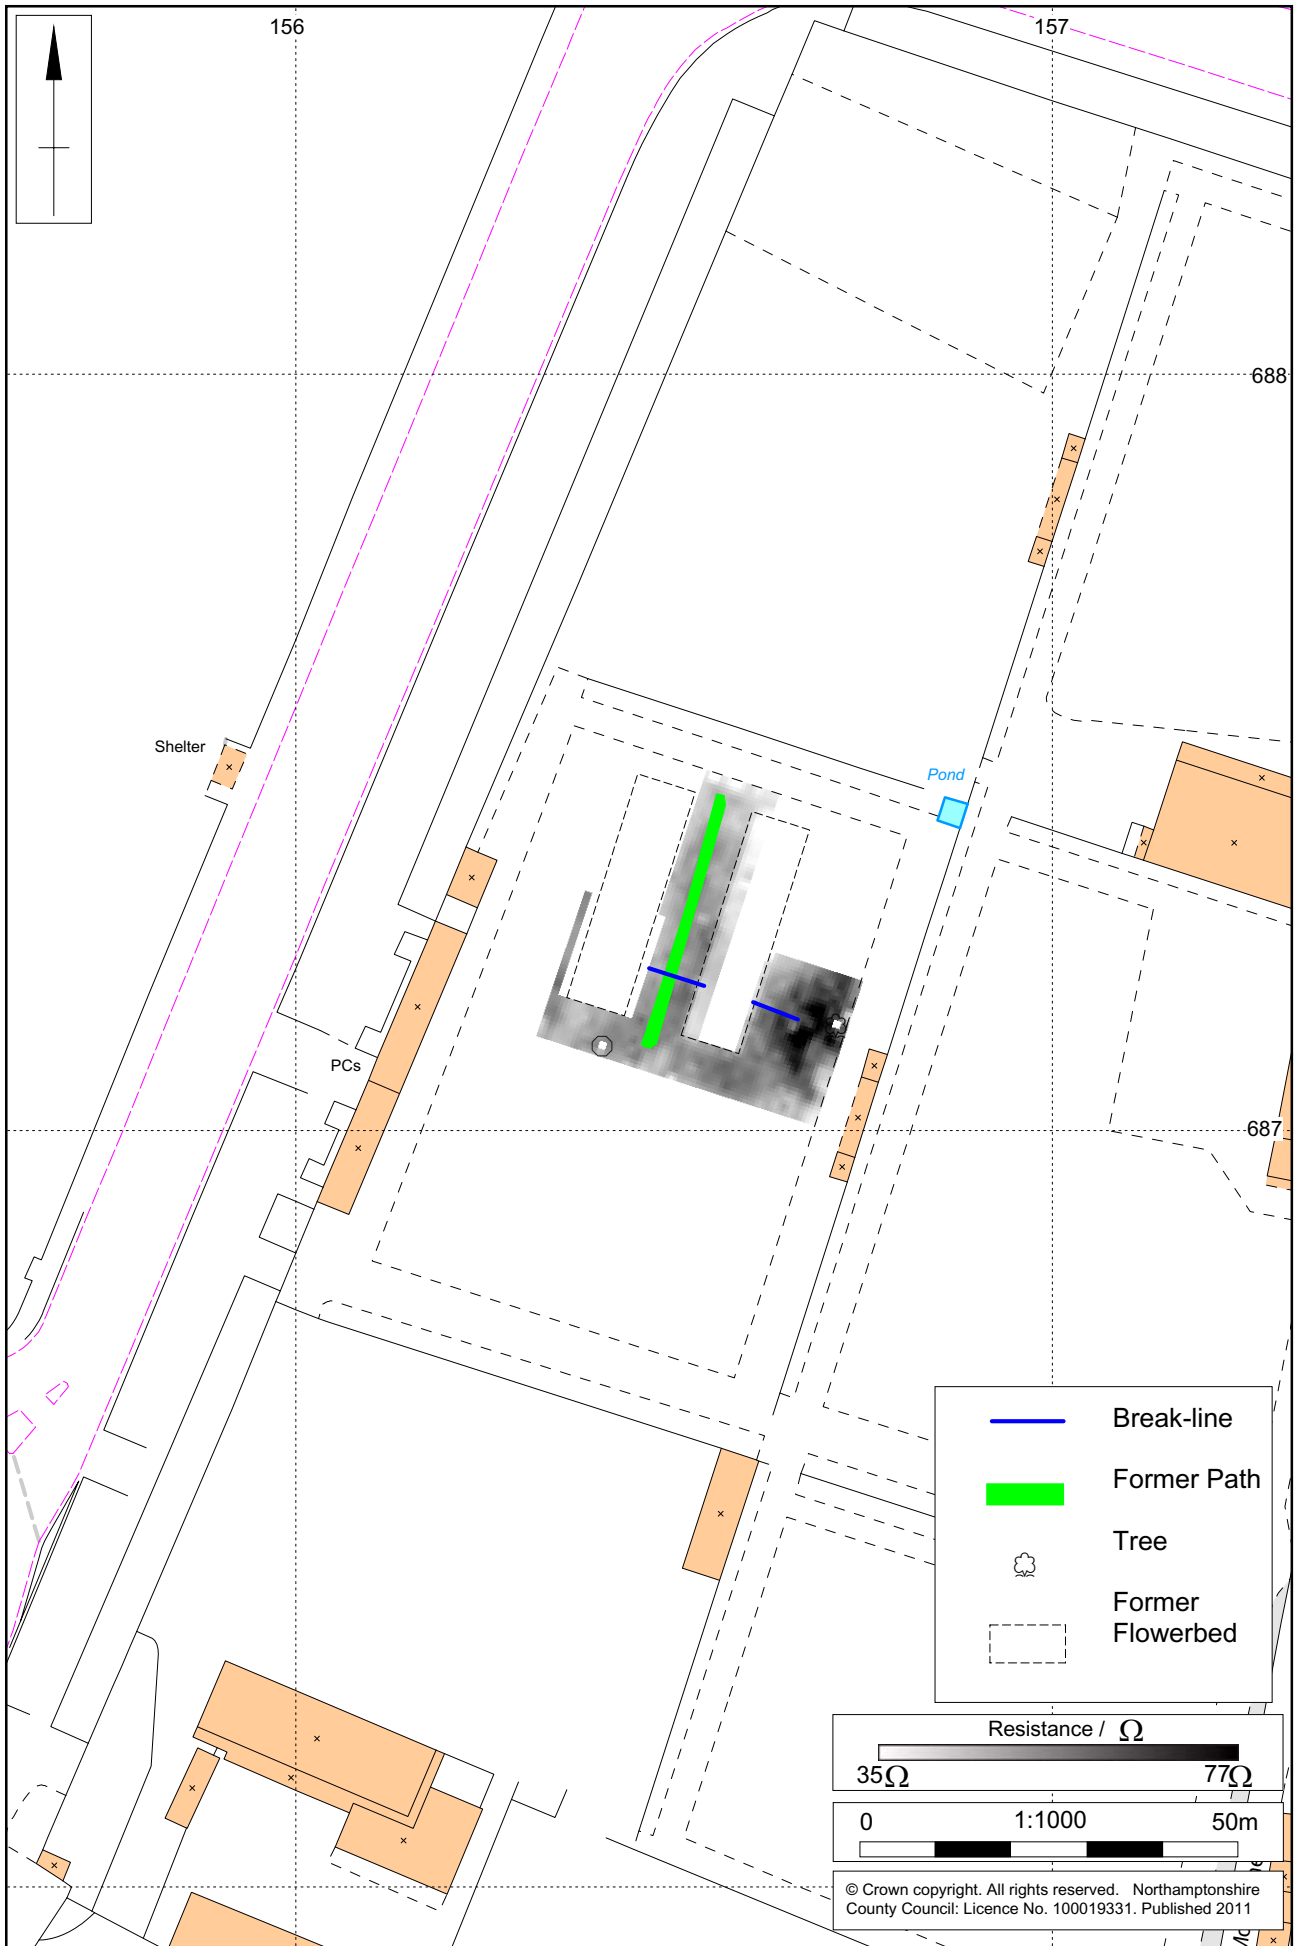 156
157
688
Shelter
Pond
PCs
687
Break-line
Former Path
Tree
Former
Flowerbed
Resistance / Ω
35Ω
77Ω
0
1:1000
50m
© Crown copyright. All rights reserved. Northamptonshire
County Council: Licence No. 100019331. Published 2011